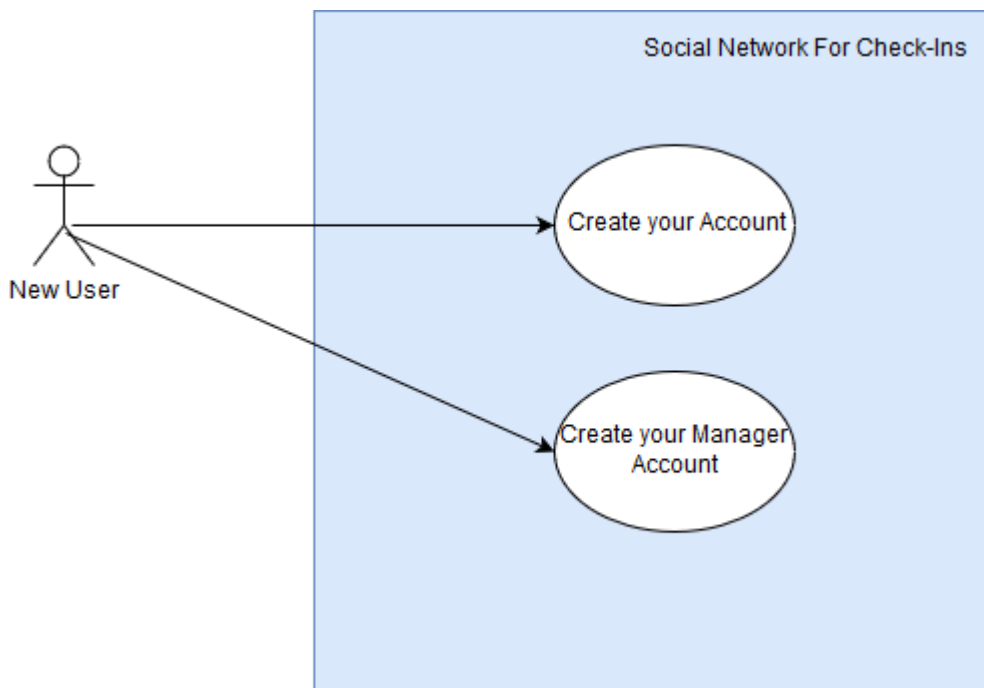 Social Network For Check-Ins
Create your Account
New User
Create your Manager
Account